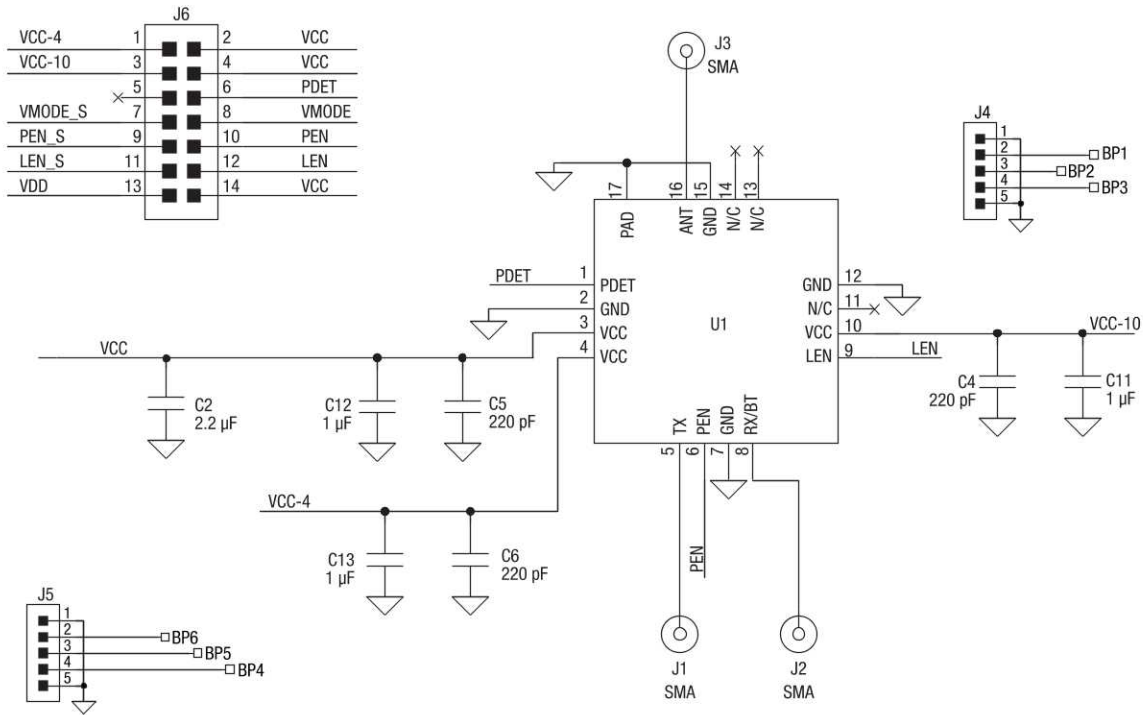 J6
VCC-4 1 2 VCC
VCC-10 3 4 VCC
5 6 PDET
VMODE_S 7 8 VMODE
PEN_S 9 10 PEN
LEN_S 11 12 LEN
VDD 13 14 VCC
J3
SMA
J4
1
2 BP1
3 BP2
4 BP3
5
17 16 15 14 13
PAD ANT GND N/C N/C
PDET 1 PDET
2 GND
3 VCC
4 VCC
U1
GND 12
N/C 11
VCC 10 VCC-10
LEN 9 LEN
VCC
C2
2.2 µF
C12
1 µF
C5
220 pF
C4
220 pF
C11
1 µF
TX PEN GND RX/BT
5 6 7 8
VCC-4
C13
1 µF
C6
220 pF
PEN
J5
1
2 BP6
3 BP5
4 BP4
5
J1
SMA
J2
SMA